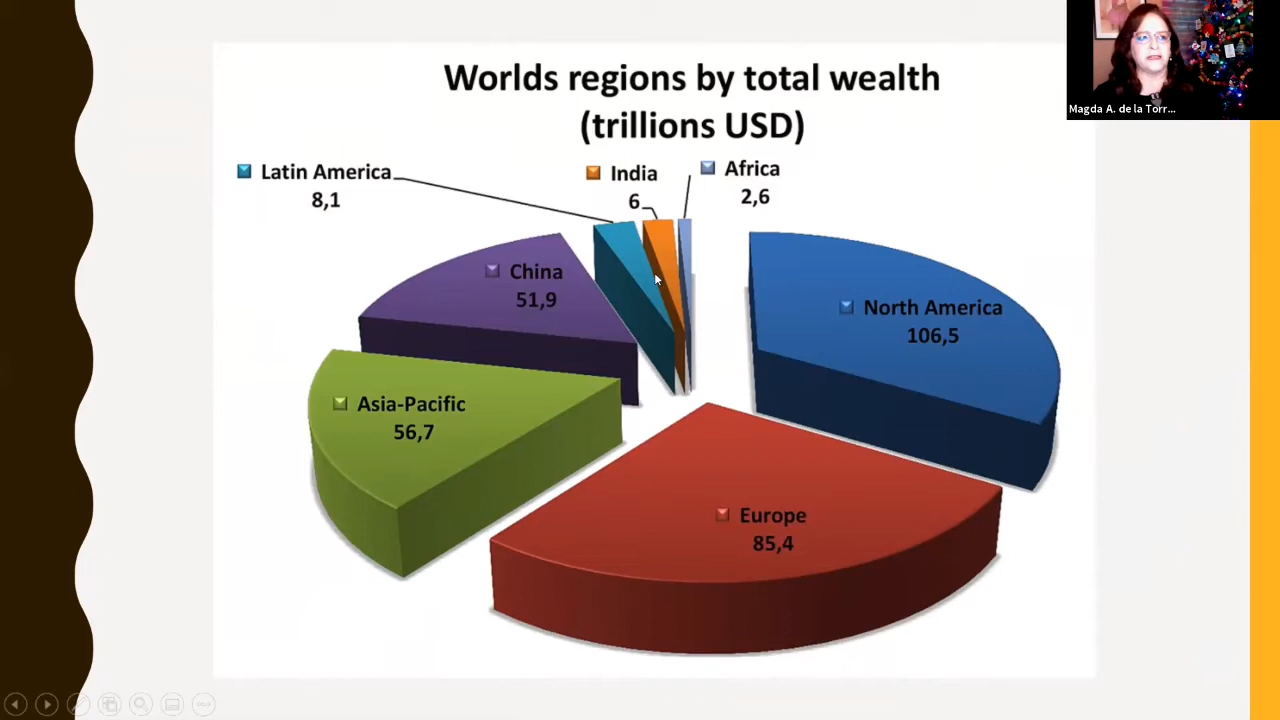 Worlds regions by total wealth
(trillions USD)
Latin America
8,1
India
6
Africa
2,6
China
51,9
North America
106,5
Asia-Pacific
56,7
Europe
85,4
Magda A. de la Torr...